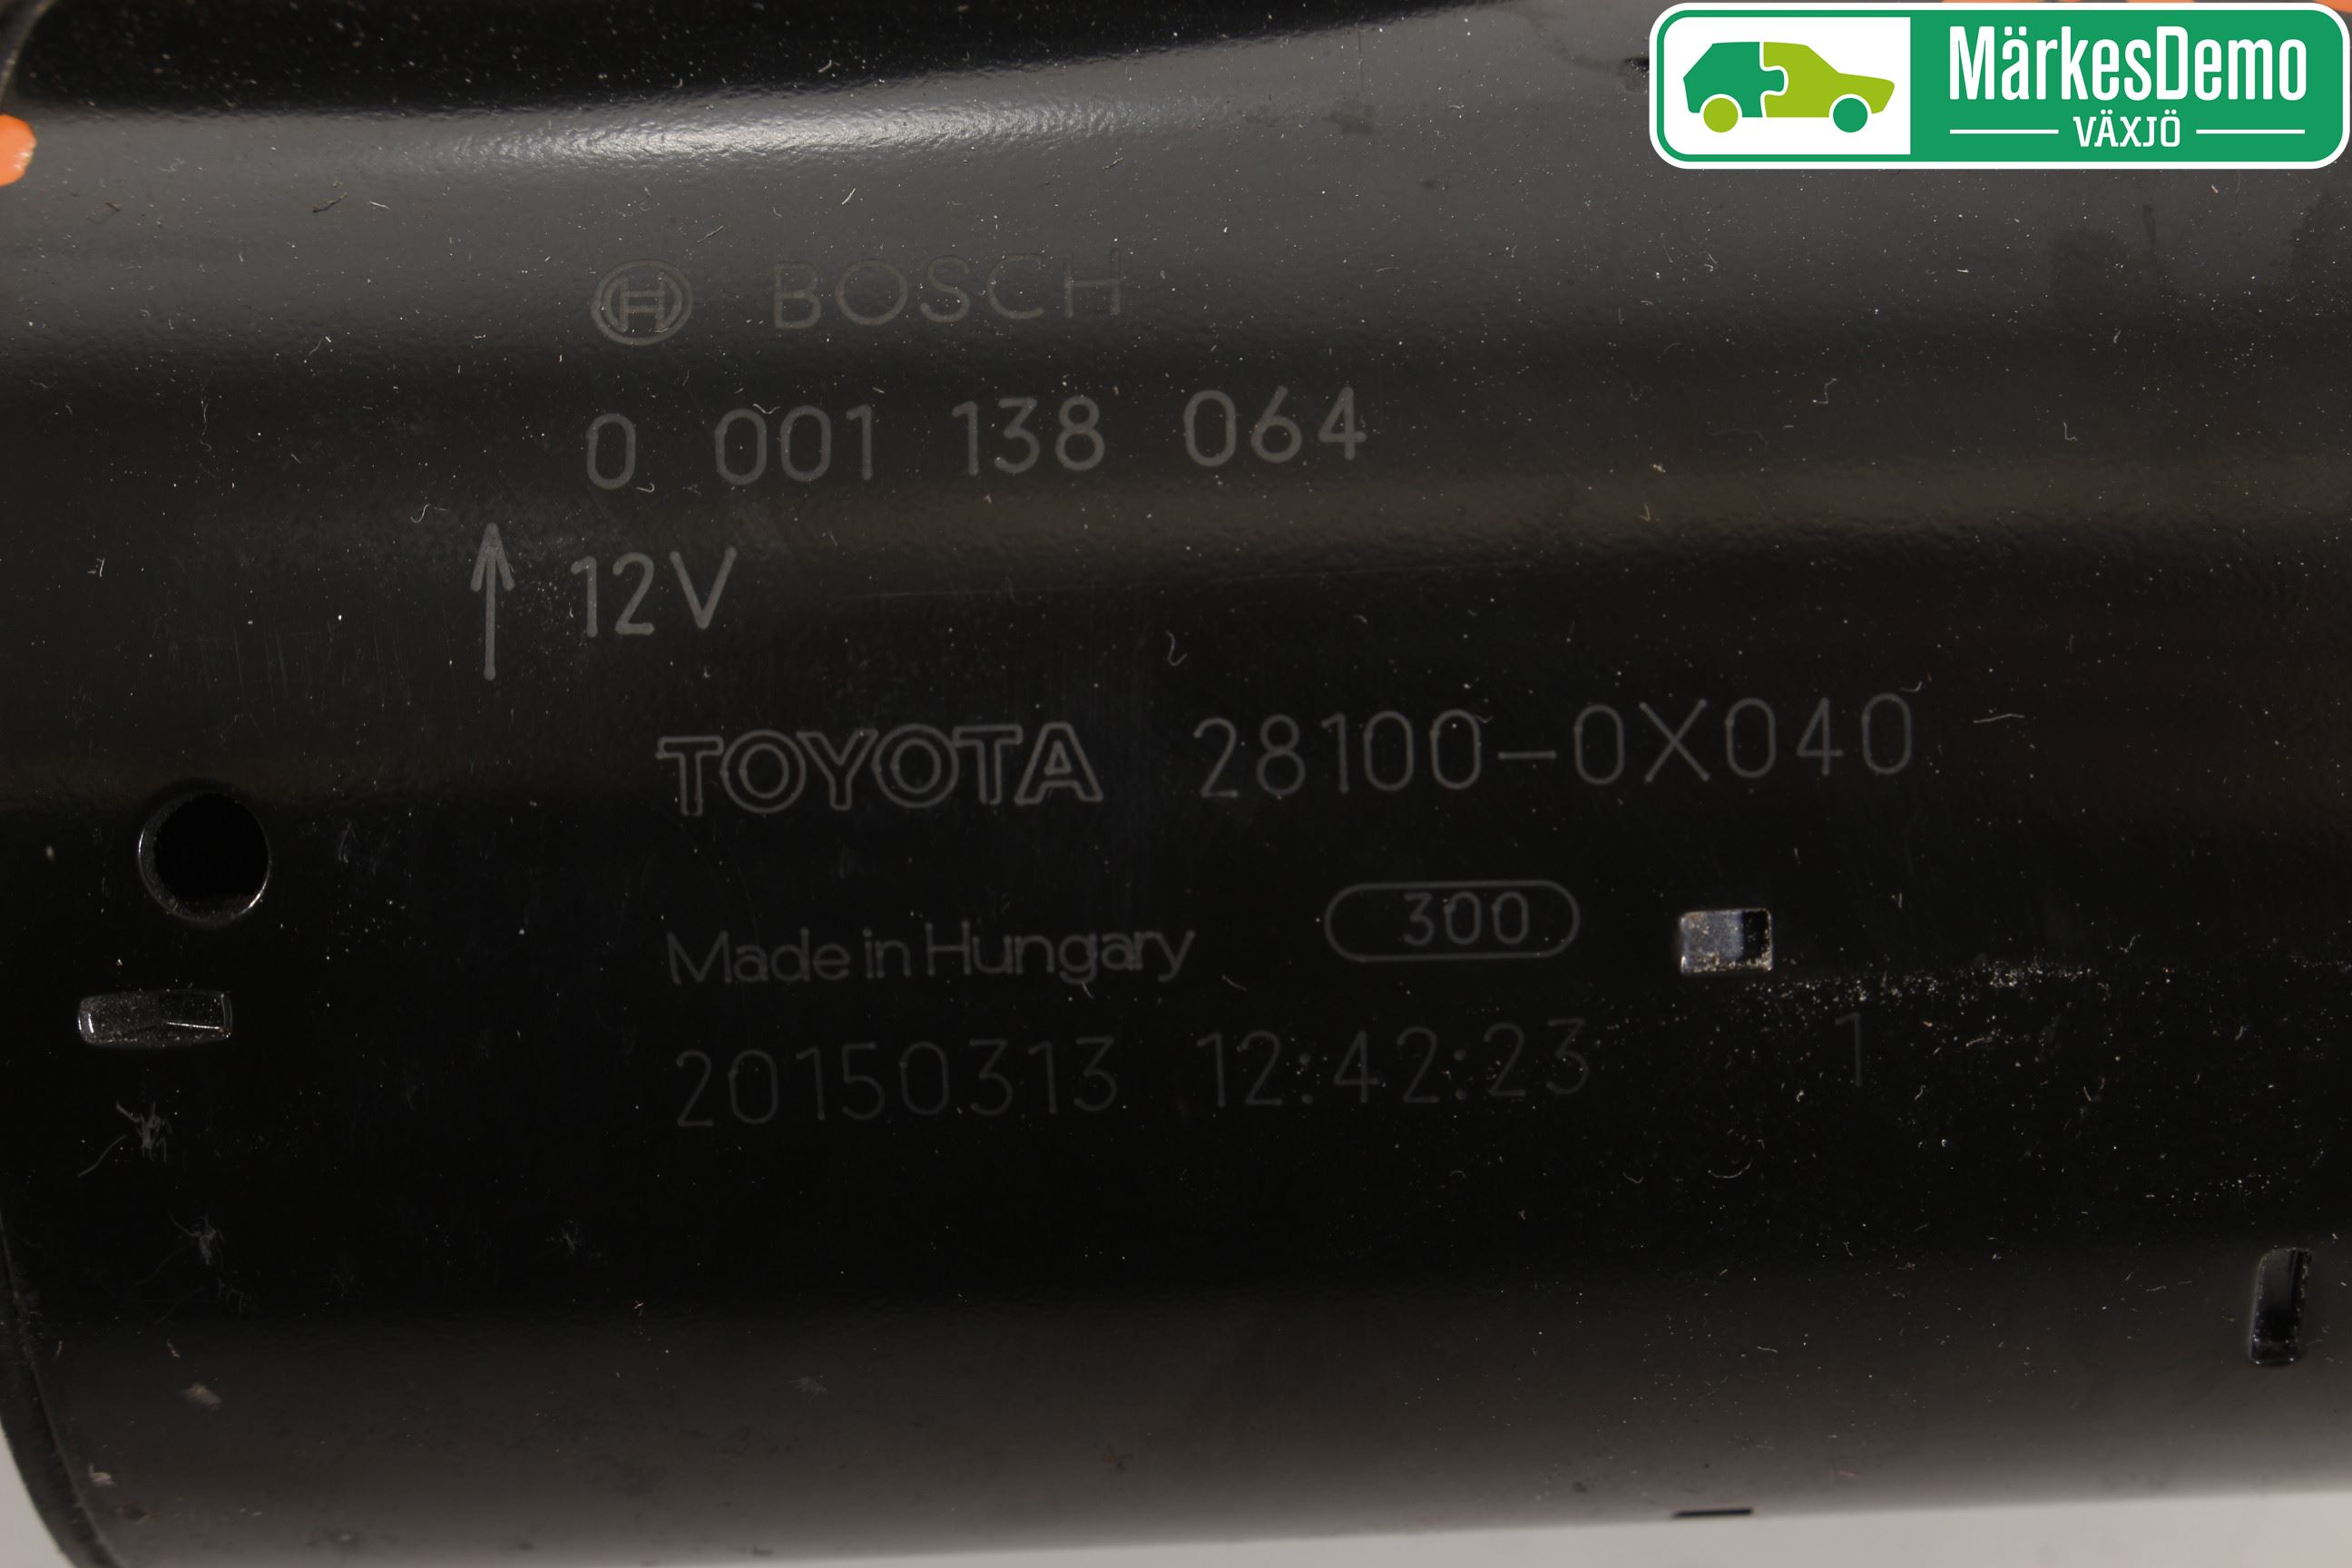 MärkesDemo
VÄXJÖ
BOSCH
0 001 138 064
12V
TOYOTA 28100-0X040
Made in Hungary 300
20150313 12:42:23 1